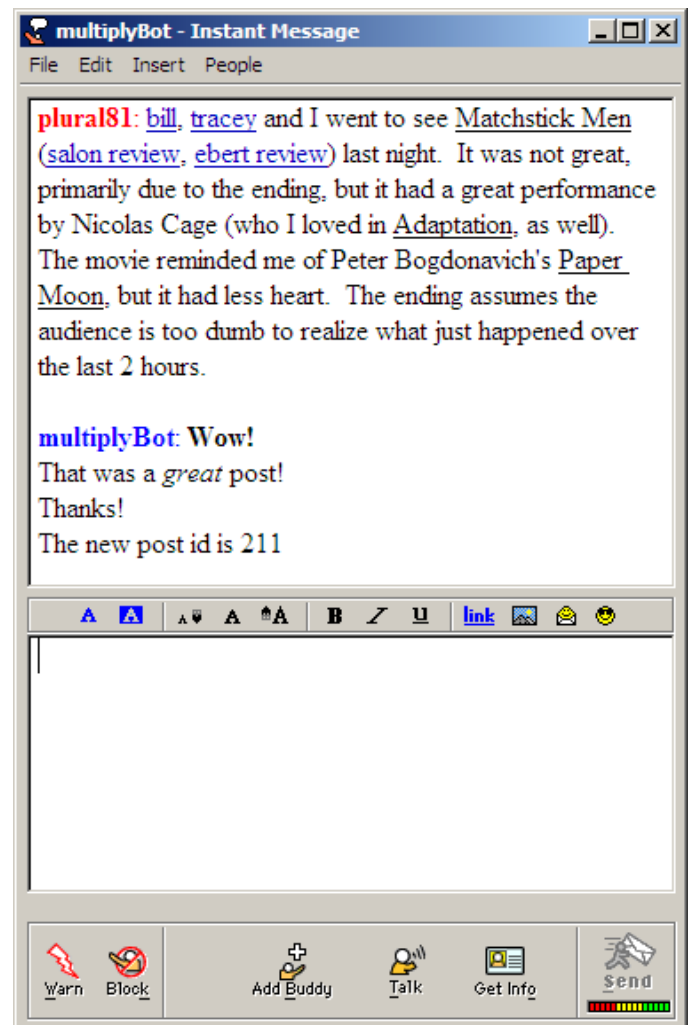 multiplyBot - Instant Message
File Edit Insert People
plural81: bill, tracey and I went to see Matchstick Men
(salon review, ebert review) last night. It was not great,
primarily due to the ending, but it had a great performance
by Nicolas Cage (who I loved in Adaptation, as well).
The movie reminded me of Peter Bogdonavich's Paper
Moon, but it had less heart. The ending assumes the
audience is too dumb to realize what just happened over
the last 2 hours.
multiplyBot: Wow!
That was a great post!
Thanks!
The new post id is 211
A A A A A B I u link
Warn Block Add Buddy Talk Get Info Send